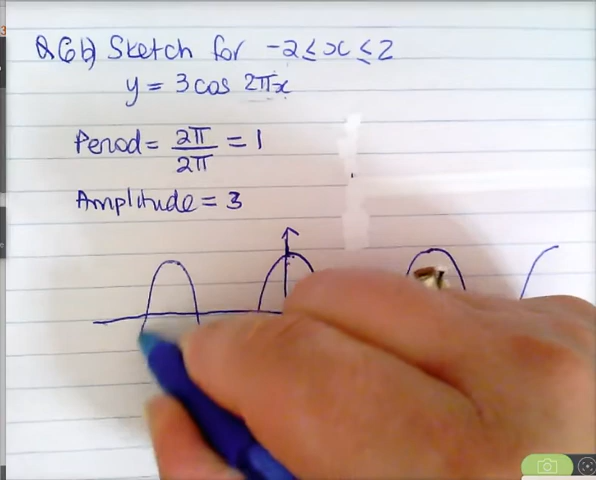 Q6b) Sketch for -2 ≤ x ≤ 2
y = 3 cos 2πx
Period = 2π/2π = 1
Amplitude = 3